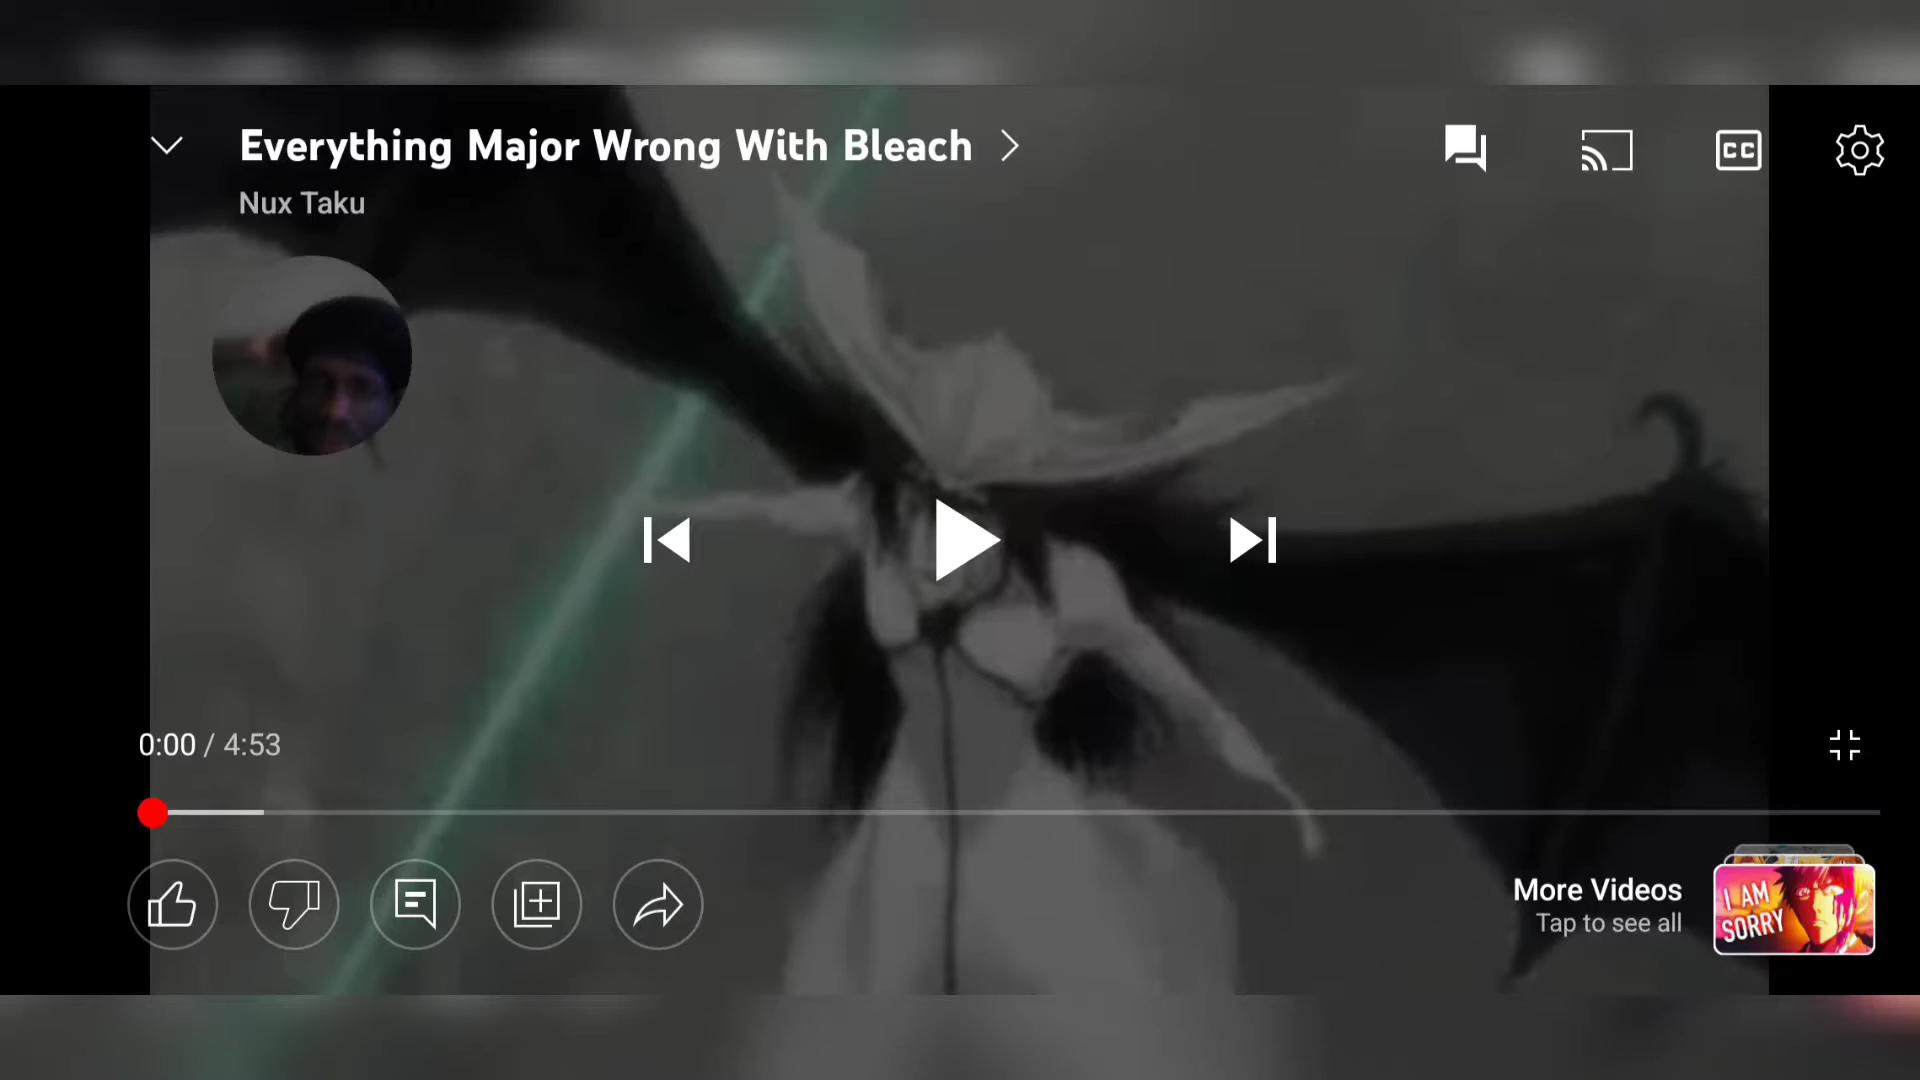 Everything Major Wrong With Bleach
Nux Taku
CC
0:00 / 4:53
More Videos
Tap to see all
I AM
SORRY